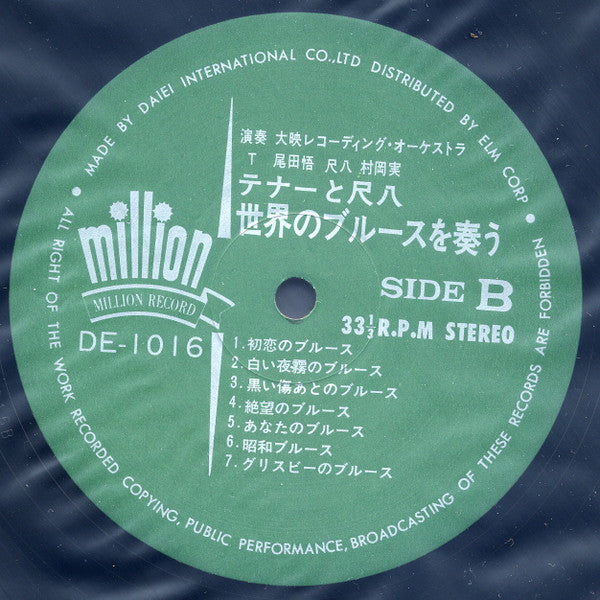 MADE BY DAIEI INTERNATIONAL CO.,LTD DISTRIBUTED BY ELM CORP
演奏 大映レコーディング・オーケストラ
T 尾田悟 尺八 村岡実
テナーと尺八
世界のブルースを奏う
million
MILLION RECORD
DE-1016
SIDE B
33 1/3 R.P.M STEREO
1. 初恋のブルース
2. 白い夜霧のブルース
3. 黒い傷あとのブルース
4. 絶望のブルース
5. あなたのブルース
6. 昭和ブルース
7. グリスビーのブルース
ALL RIGHT OF THE WORK RECORDED COPYING, PUBLIC PERFORMANCE, BROADCASTING OF THESE RECORDS ARE FORBIDDEN